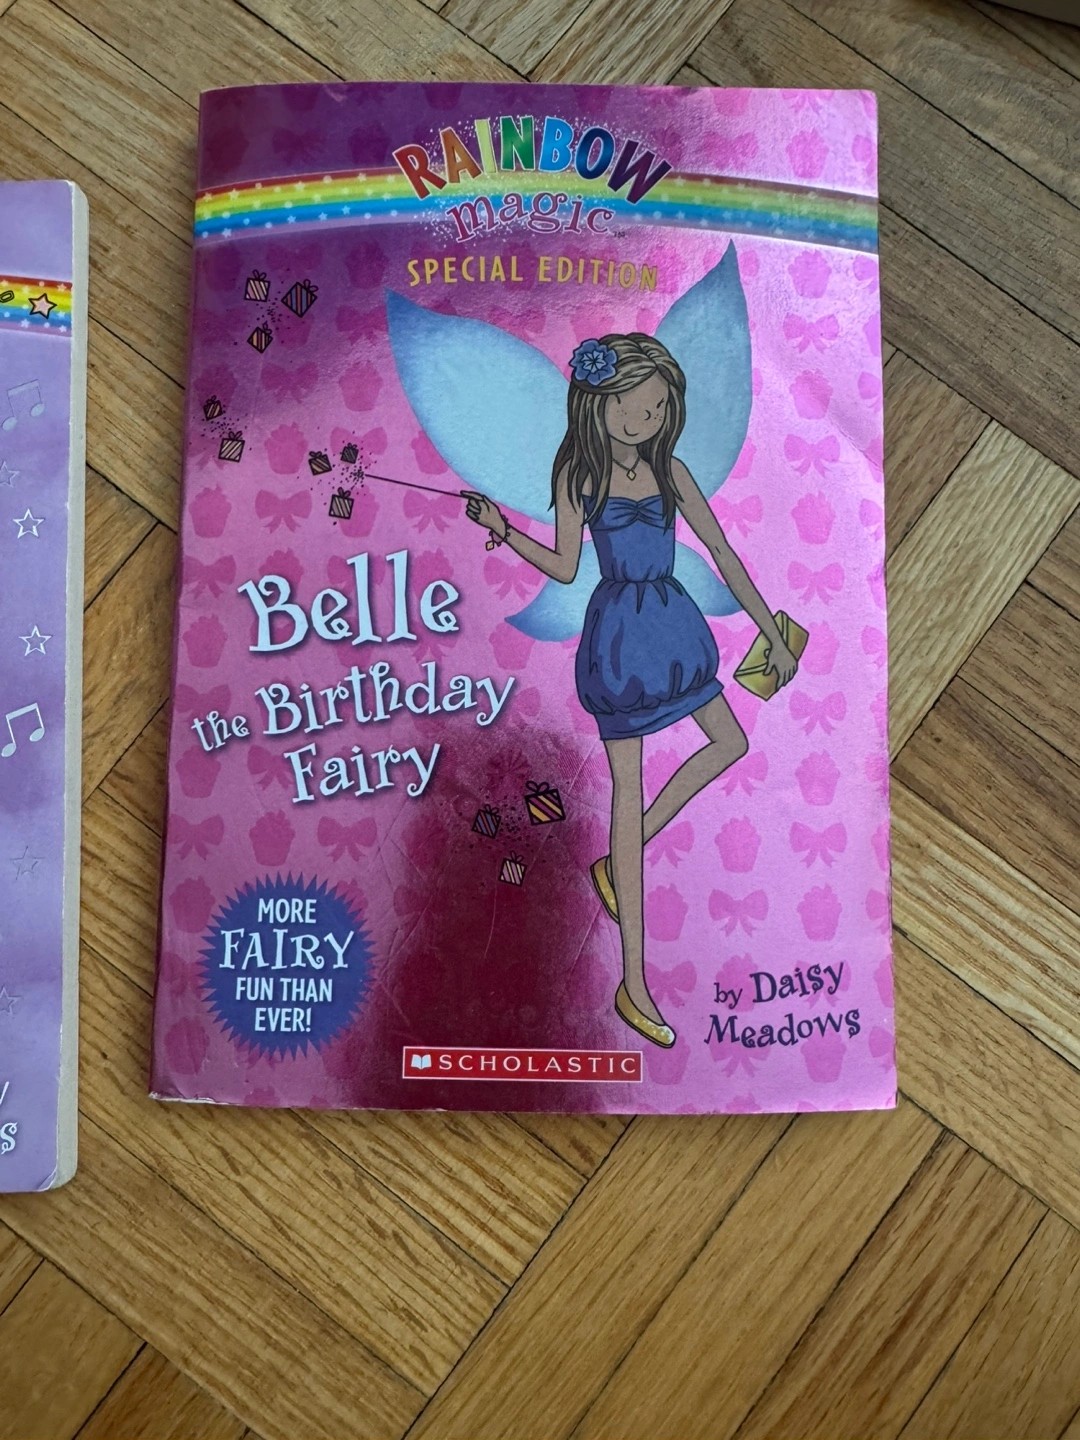 RAINBOW
magic
SPECIAL EDITION
Belle
the Birthday
Fairy
MORE
FAIRY
FUN THAN
EVER!
by Daisy
Meadows
SCHOLASTIC